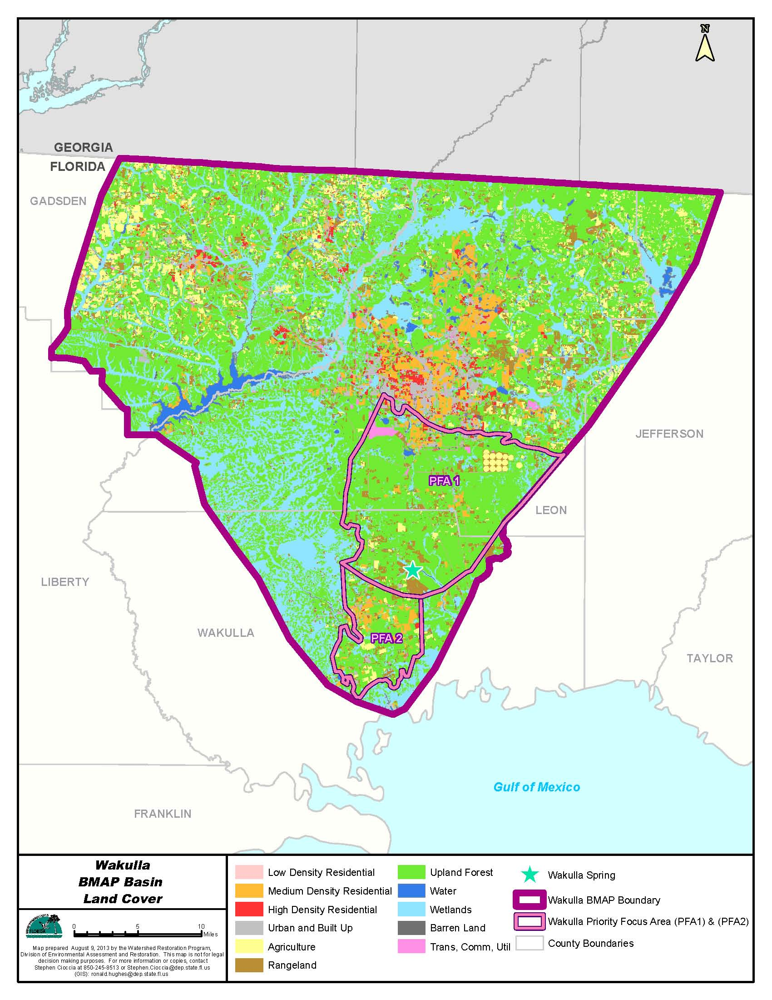 N
GEORGIA
FLORIDA
GADSDEN
JEFFERSON
PFA 1
LEON
LIBERTY
WAKULLA
PFA 2
TAYLOR
Gulf of Mexico
FRANKLIN
Wakulla
BMAP Basin
Land Cover
0 5 10
Miles
FLORIDA
Map prepared August 9, 2013 by the Watershed Restoration Program,
Division of Environmental Assessment and Restoration. This map is not for legal
decision making purposes. For more information or copies, contact
Stephen Cioccia at 850-245-8513 or Stephen.Cioccia@dep.state.fl.us
(GIS): ronald.hughes@dep.state.fl.us
Low Density Residential
Medium Density Residential
High Density Residential
Urban and Built Up
Agriculture
Rangeland
Upland Forest
Water
Wetlands
Barren Land
Trans, Comm, Util
Wakulla Spring
Wakulla BMAP Boundary
Wakulla Priority Focus Area (PFA1) & (PFA2)
County Boundaries